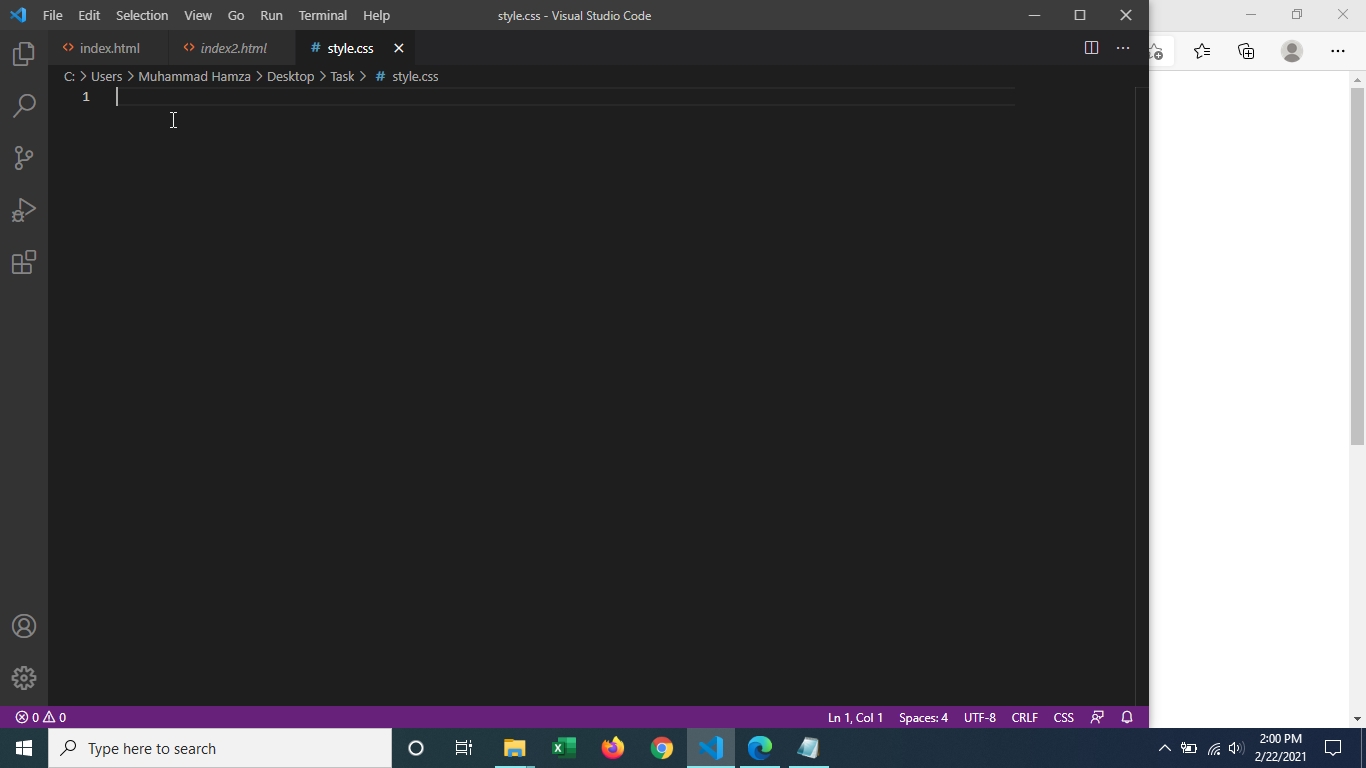 File Edit Selection View Go Run Terminal Help style.css - Visual Studio Code
index.html index2.html # style.css
C: > Users > Muhammad Hamza > Desktop > Task > # style.css
1
0 0 Ln 1, Col 1 Spaces: 4 UTF-8 CRLF CSS
Type here to search
2:00 PM
2/22/2021